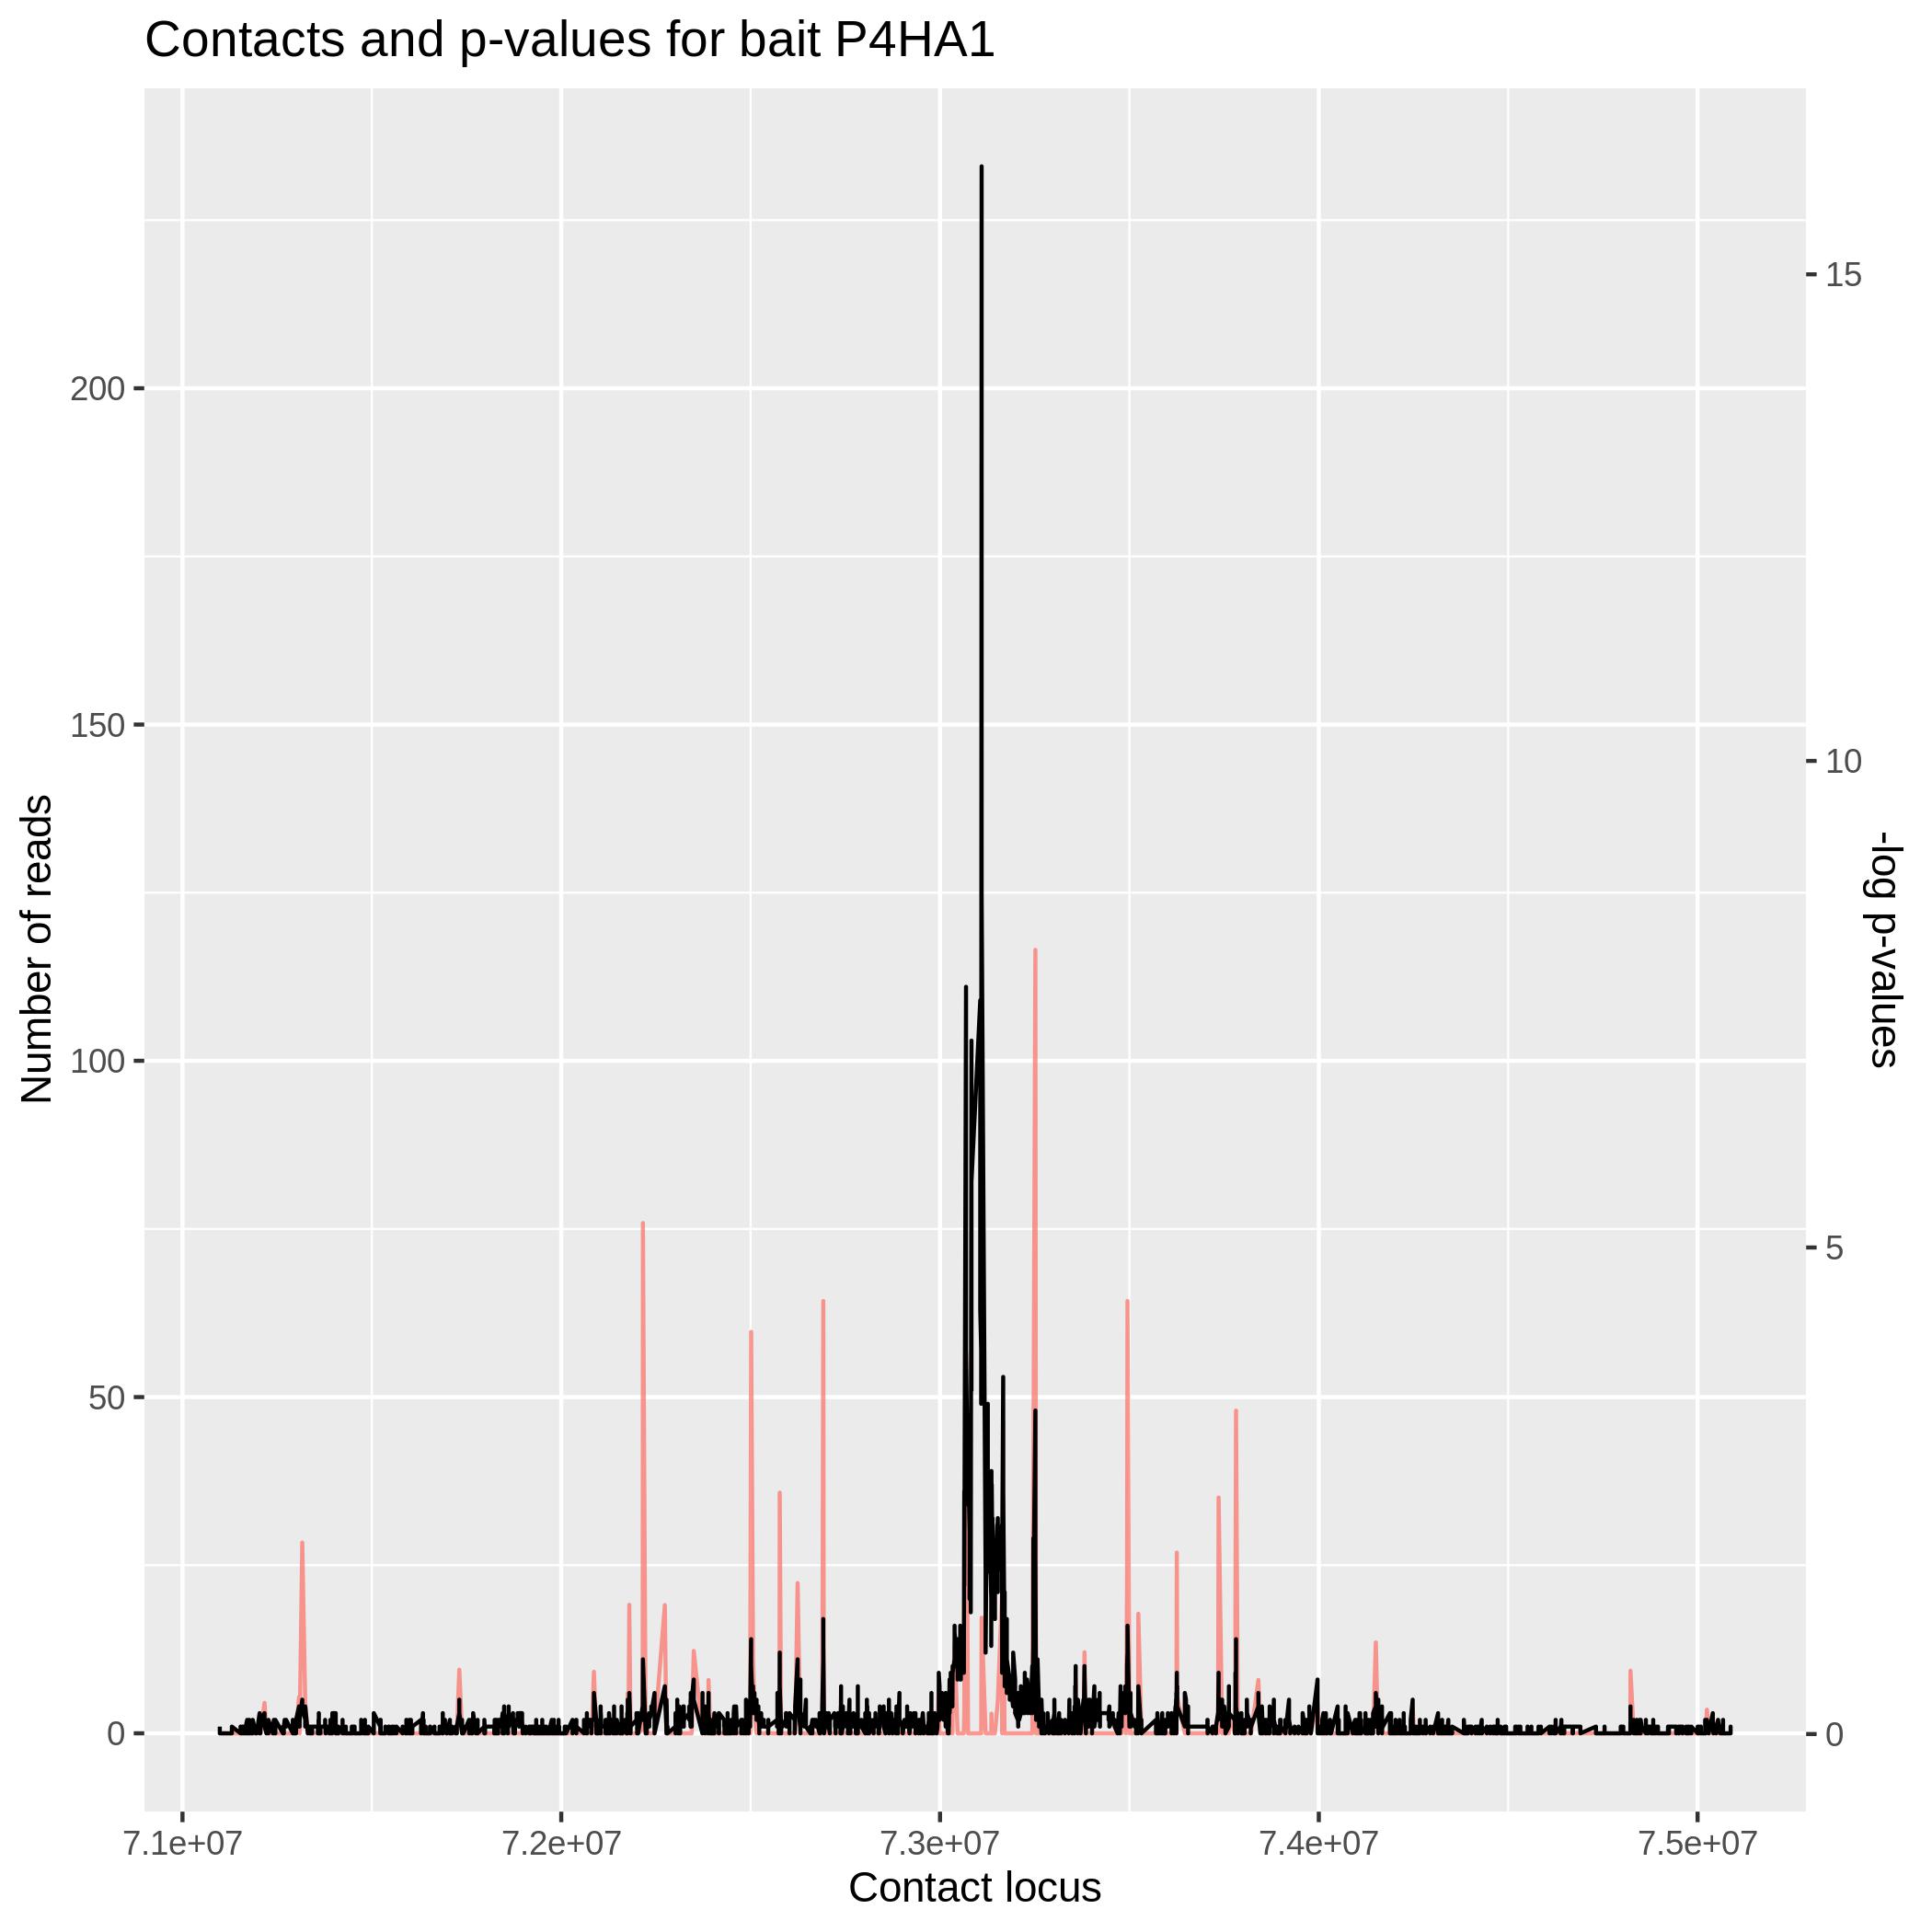 Contacts and p-values for bait P4HA1
Number of reads
200
150
100
50
0
15
10
5
0
-log p-values
7.1e+07
7.2e+07
7.3e+07
7.4e+07
7.5e+07
Contact locus